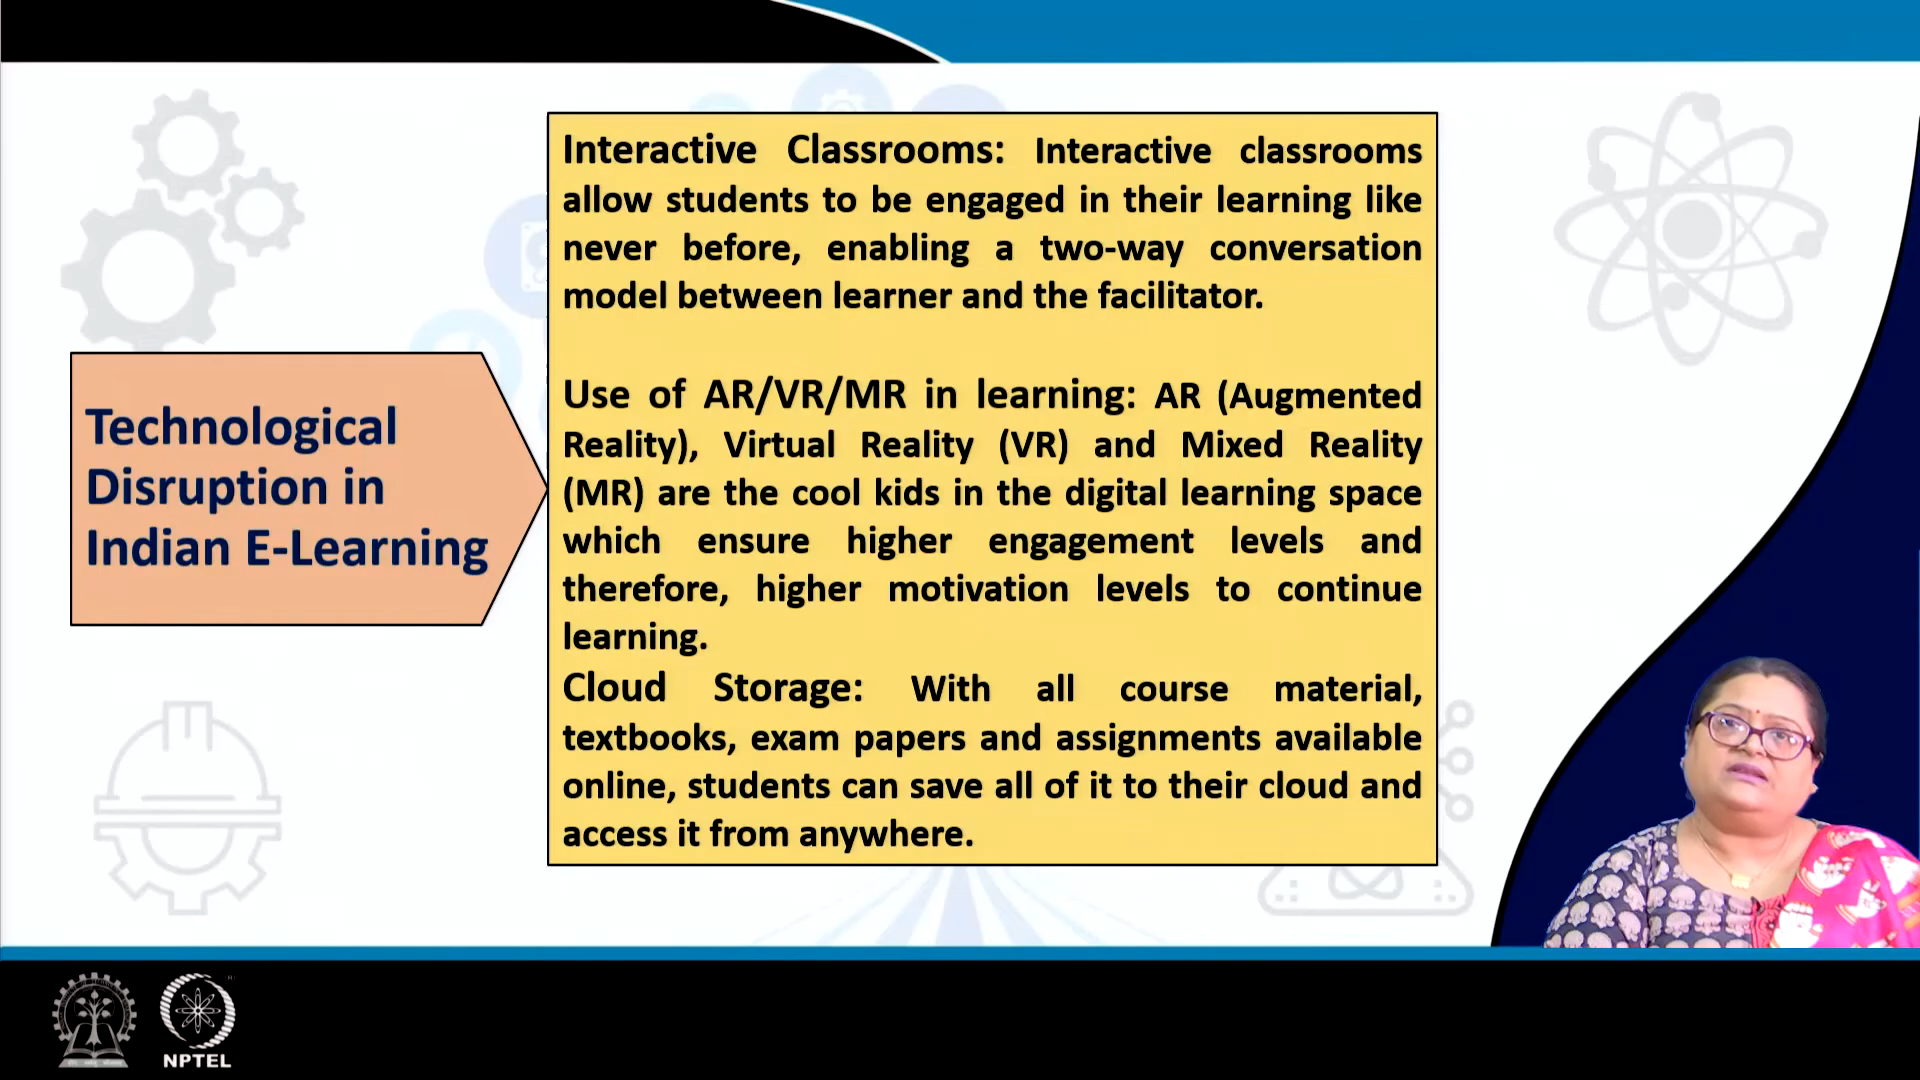 Technological
Disruption in
Indian E-Learning
Interactive Classrooms: Interactive classrooms
allow students to be engaged in their learning like
never before, enabling a two-way conversation
model between learner and the facilitator.
Use of AR/VR/MR in learning: AR (Augmented
Reality), Virtual Reality (VR) and Mixed Reality
(MR) are the cool kids in the digital learning space
which ensure higher engagement levels and
therefore, higher motivation levels to continue
learning.
Cloud Storage: With all course material,
textbooks, exam papers and assignments available
online, students can save all of it to their cloud and
access it from anywhere.
NPTEL